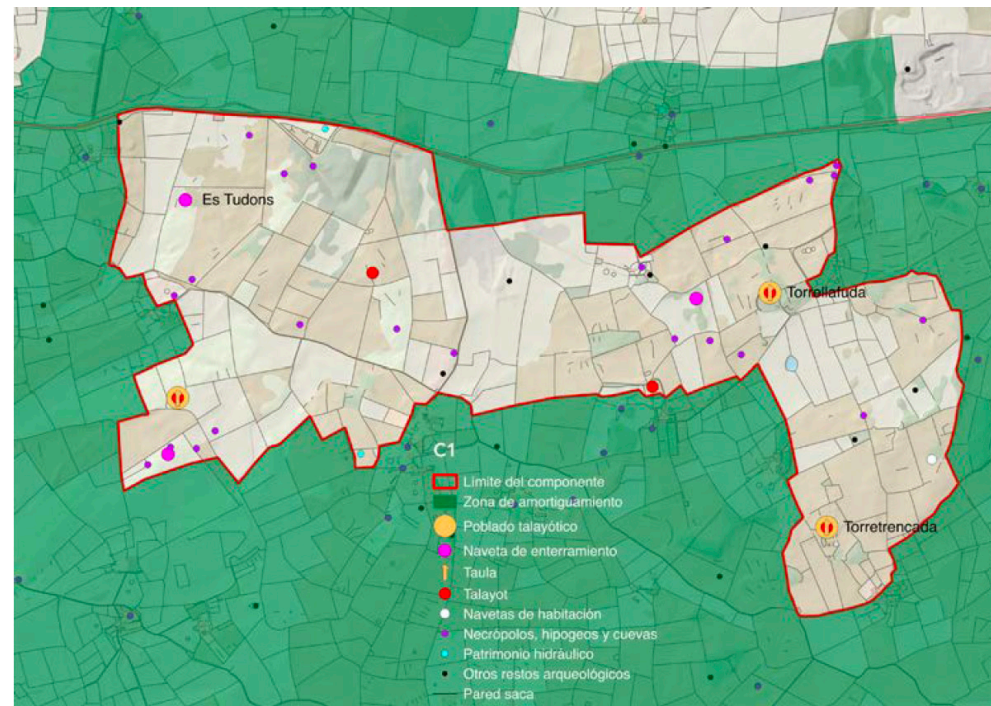 Es Tudons
Torrellafuda
Torretrencada
C1
Límite del componente
Zona de amortiguamiento
Poblado talayótico
Naveta de enterramiento
Taula
Talayot
Navetas de habitación
Necrópolos, hipogeos y cuevas
Patrimonio hidráulico
Otros restos arqueológicos
Pared saca